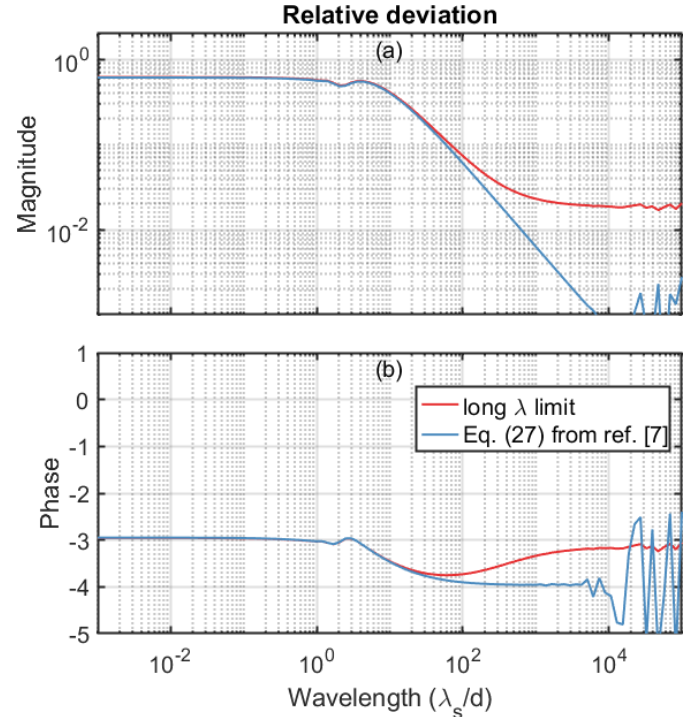 Relative deviation
(a)
10^0
10^-2
Magnitude
(b)
1
0
-1
-2
-3
-4
-5
Phase
long λ limit
Eq. (27) from ref. [7]
10^-2 10^0 10^2 10^4
Wavelength (λ_s/d)